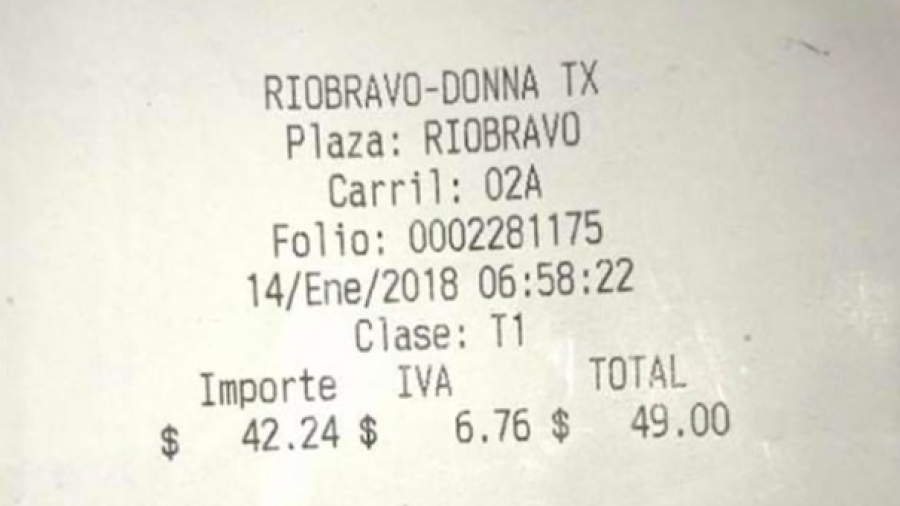 RIOBRAVO-DONNA TX
Plaza: RIOBRAVO
Carril: 02A
Folio: 0002281175
14/Ene/2018 06:58:22
Clase: T1
Importe IVA TOTAL
$ 42.24 $ 6.76 $ 49.00